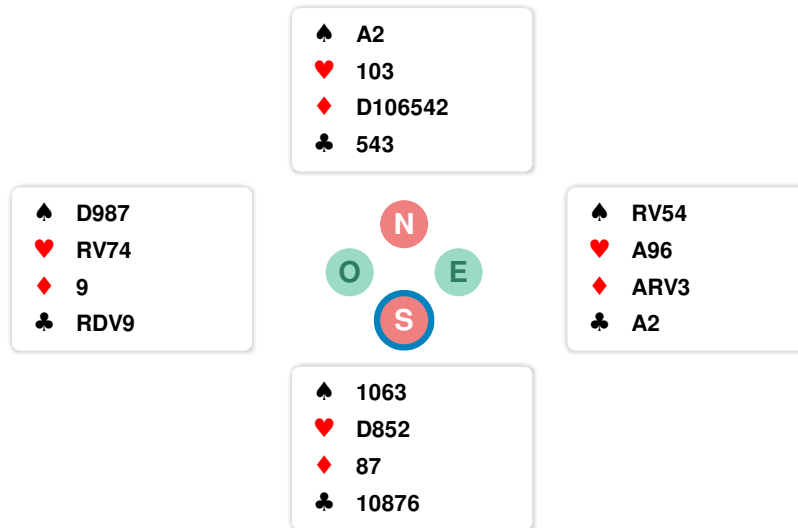 ♠ A2
♥ 103
♦ D106542
♣ 543
♠ D987
♥ RV74
♦ 9
♣ RDV9
N
O E
S
♠ RV54
♥ A96
♦ ARV3
♣ A2
♠ 1063
♥ D852
♦ 87
♣ 10876